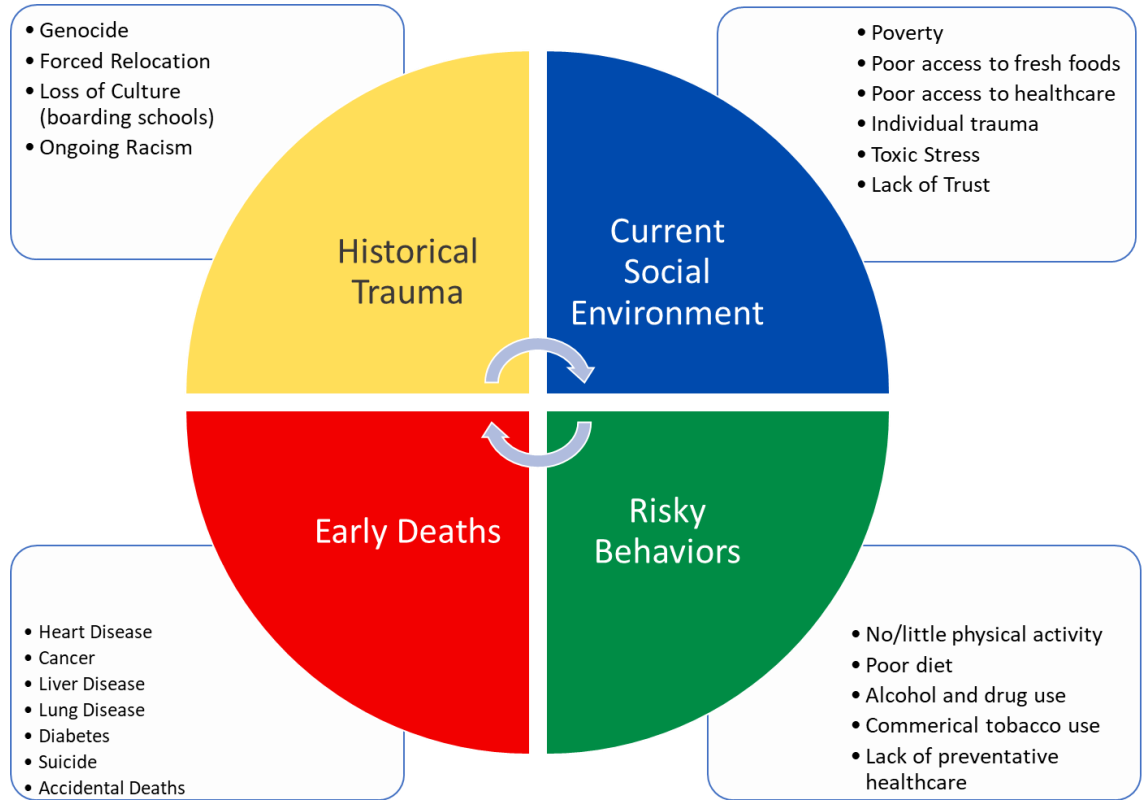 • Genocide
• Forced Relocation
• Loss of Culture
(boarding schools)
• Ongoing Racism
• Poverty
• Poor access to fresh foods
• Poor access to healthcare
• Individual trauma
• Toxic Stress
• Lack of Trust
Historical
Trauma
Current
Social
Environment
Early Deaths
Risky
Behaviors
• Heart Disease
• Cancer
• Liver Disease
• Lung Disease
• Diabetes
• Suicide
• Accidental Deaths
• No/little physical activity
• Poor diet
• Alcohol and drug use
• Commerical tobacco use
• Lack of preventative
healthcare